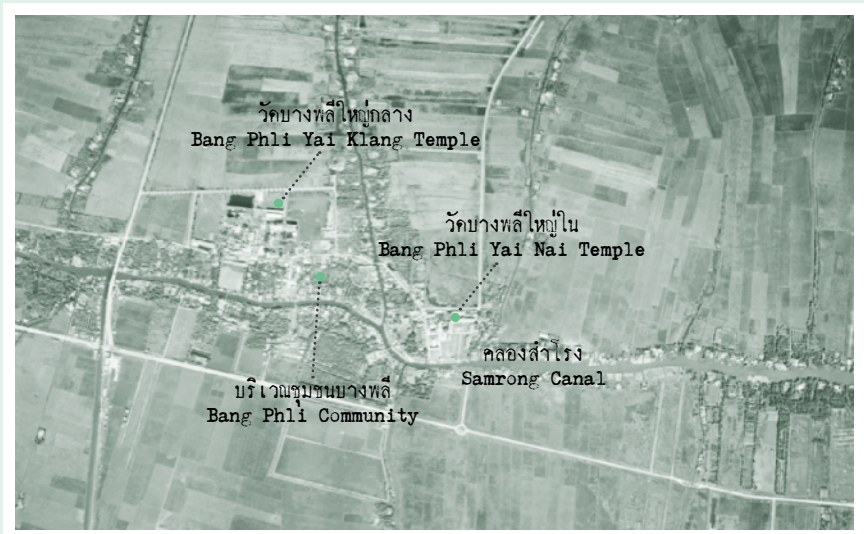 วัดบางพลีใหญ่กลาง
Bang Phli Yai Klang Temple
วัดบางพลีใหญ่ใน
Bang Phli Yai Nai Temple
คลองสำโรง
Samrong Canal
บริเวณชุมชนบางพลี
Bang Phli Community